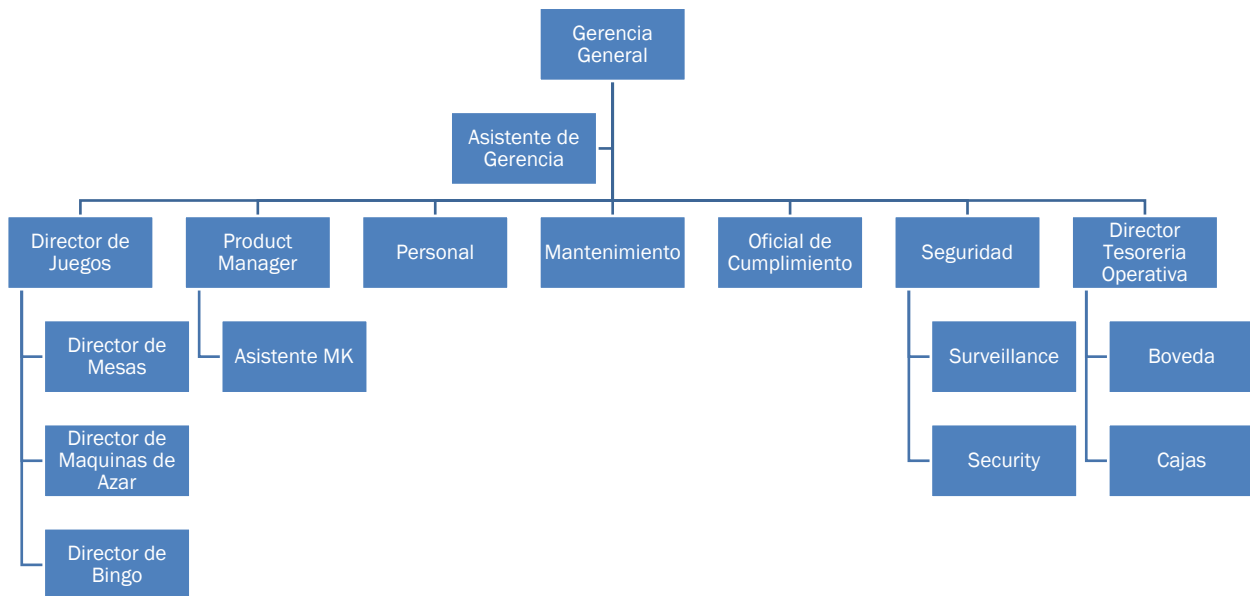 Gerencia
General
Asistente de
Gerencia
Director de
Juegos
Product
Manager
Personal
Mantenimiento
Oficial de
Cumplimiento
Seguridad
Director
Tesoreria
Operativa
Director de
Mesas
Asistente MK
Surveillance
Boveda
Director de
Maquinas de
Azar
Security
Cajas
Director de
Bingo